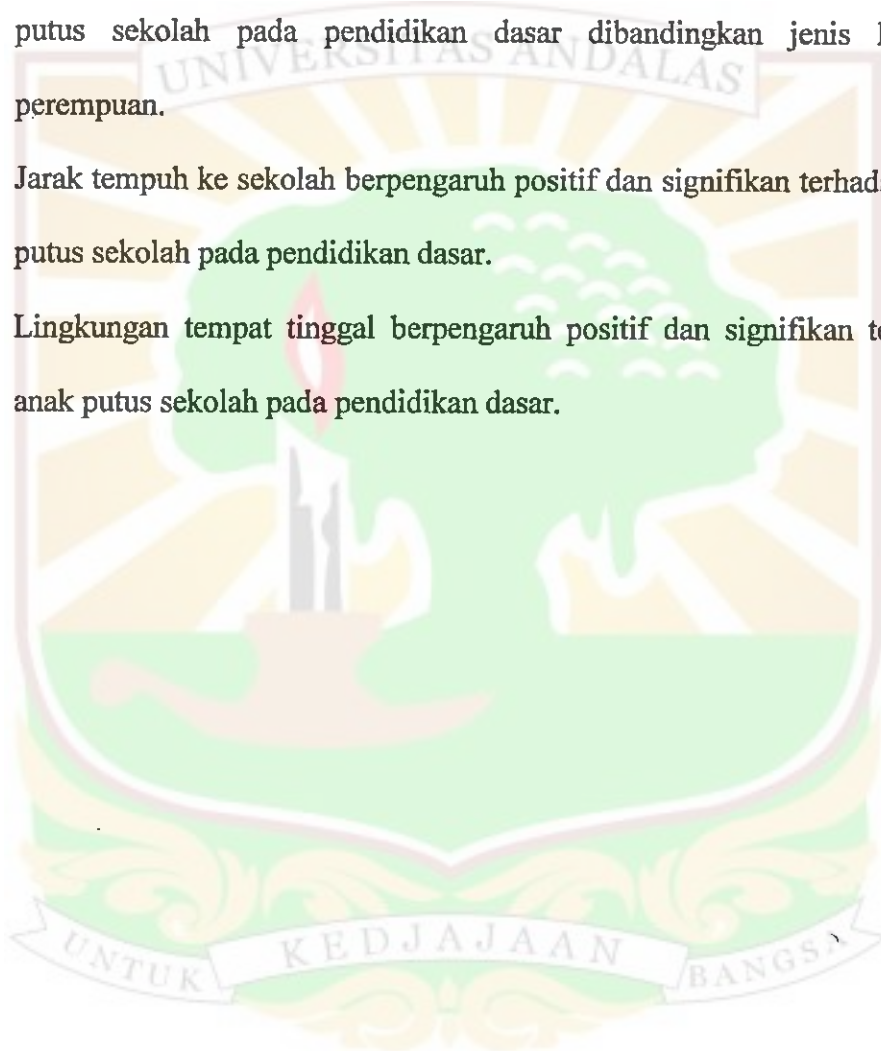 putus sekolah pada pendidikan dasar dibandingkan jenis
UNIVERSITAS ANDALAS
perempuan.
Jarak tempuh ke sekolah berpengaruh positif dan signifikan
putus sekolah pada pendidikan dasar.
Lingkungan tempat tinggal berpengaruh positif dan signifikan
anak putus sekolah pada pendidikan dasar.
UNTUK KEDJAJAAN BANGSA